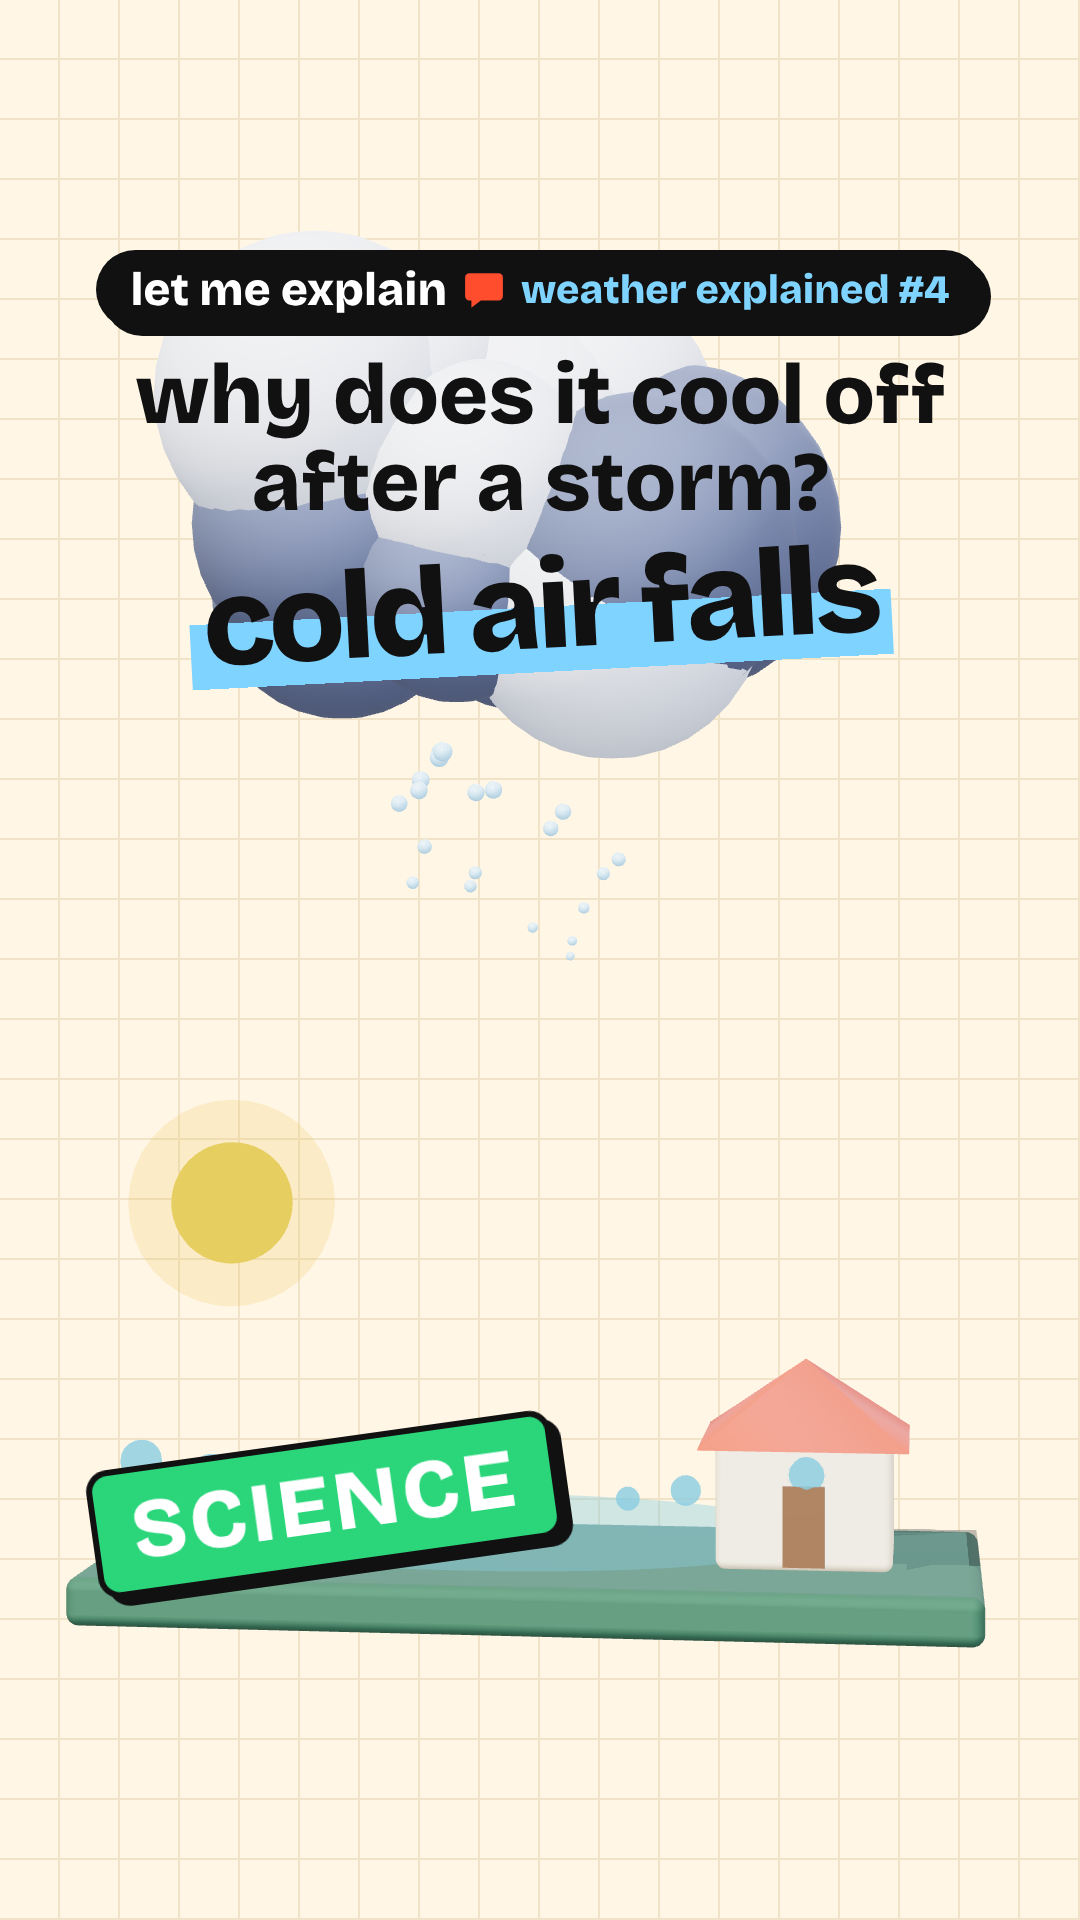 let me explain weather explained #4
why does it cool off
after a storm?
cold air falls
SCIENCE